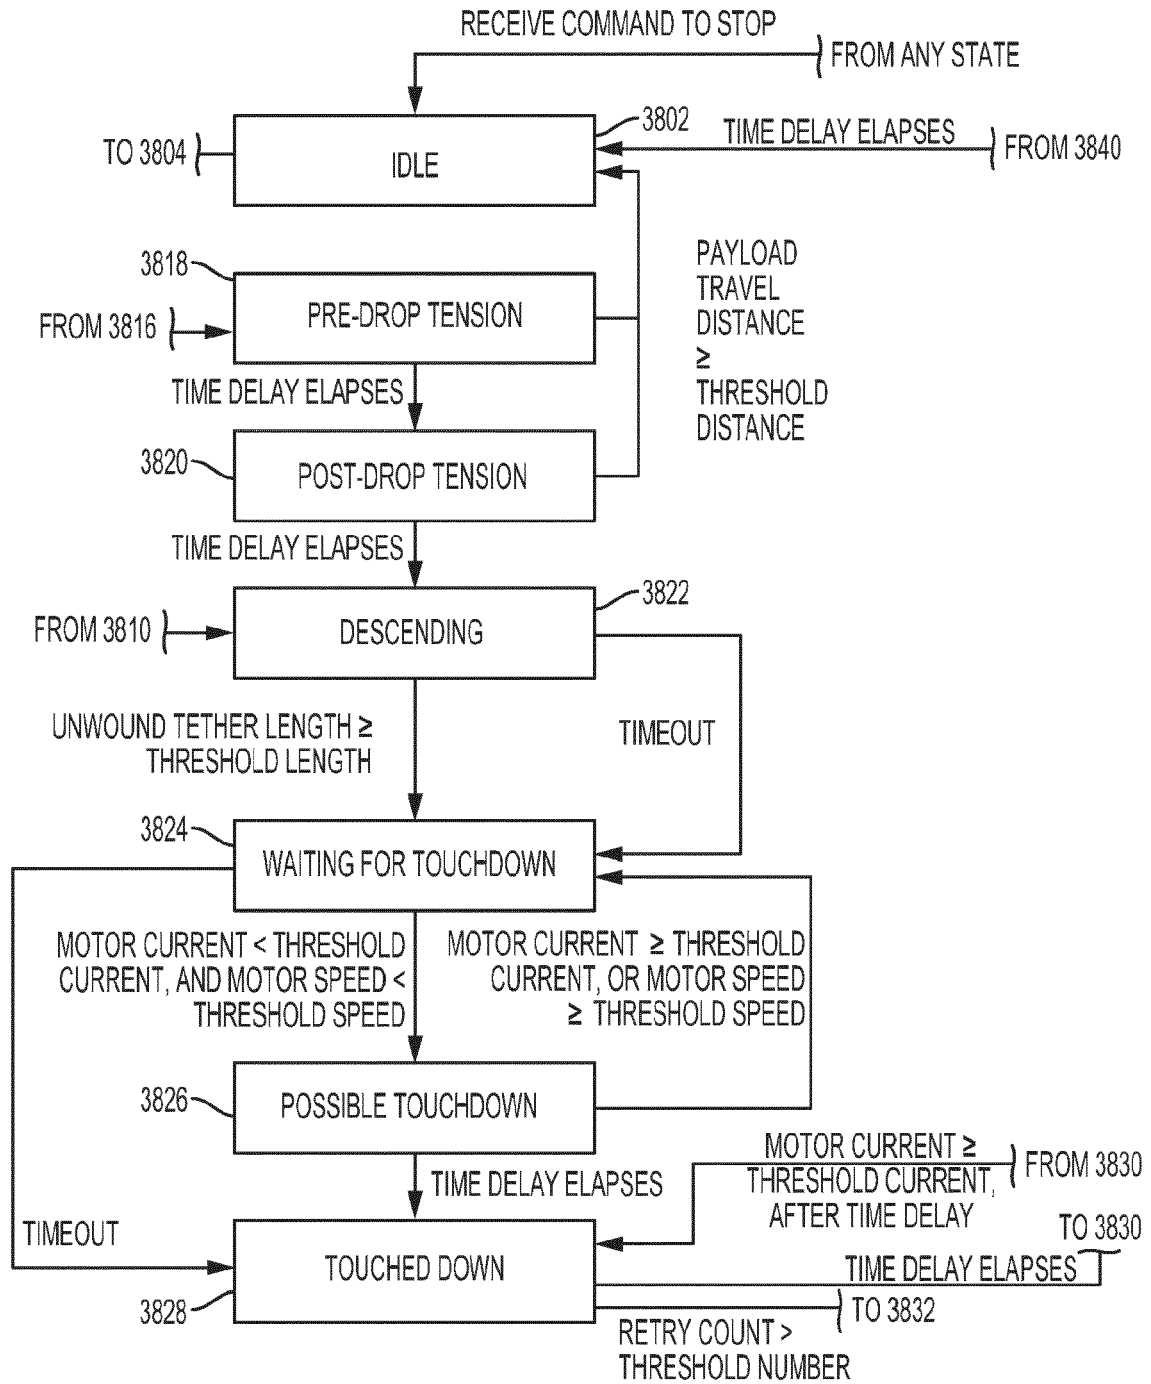 RECEIVE COMMAND TO STOP
FROM ANY STATE
3802
TIME DELAY ELAPSES
FROM 3840
TO 3804
IDLE
3818
PAYLOAD
TRAVEL
DISTANCE
≥
THRESHOLD
DISTANCE
FROM 3816
PRE-DROP TENSION
TIME DELAY ELAPSES
3820
POST-DROP TENSION
TIME DELAY ELAPSES
3822
FROM 3810
DESCENDING
UNWOUND TETHER LENGTH ≥
THRESHOLD LENGTH
TIMEOUT
3824
WAITING FOR TOUCHDOWN
MOTOR CURRENT < THRESHOLD
CURRENT, AND MOTOR SPEED <
THRESHOLD SPEED
MOTOR CURRENT ≥ THRESHOLD
CURRENT, OR MOTOR SPEED
≥ THRESHOLD SPEED
3826
POSSIBLE TOUCHDOWN
TIME DELAY ELAPSES
MOTOR CURRENT ≥
THRESHOLD CURRENT,
AFTER TIME DELAY
FROM 3830
TIMEOUT
TO 3830
TOUCHED DOWN
TIME DELAY ELAPSES
3828
TO 3832
RETRY COUNT >
THRESHOLD NUMBER